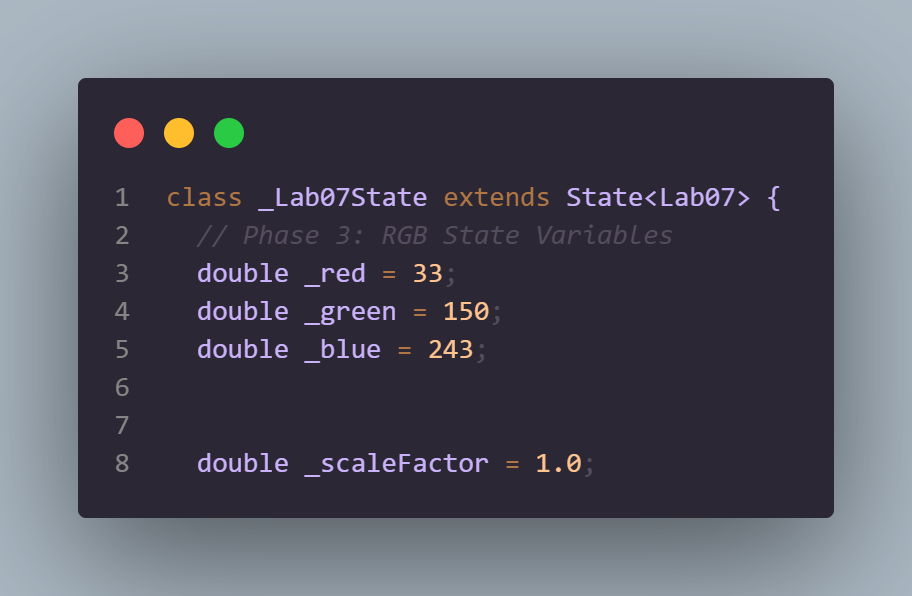 1 class _Lab07State extends State<Lab07> {
2 // Phase 3: RGB State Variables
3 double _red = 33;
4 double _green = 150;
5 double _blue = 243;
6
7
8 double _scaleFactor = 1.0;